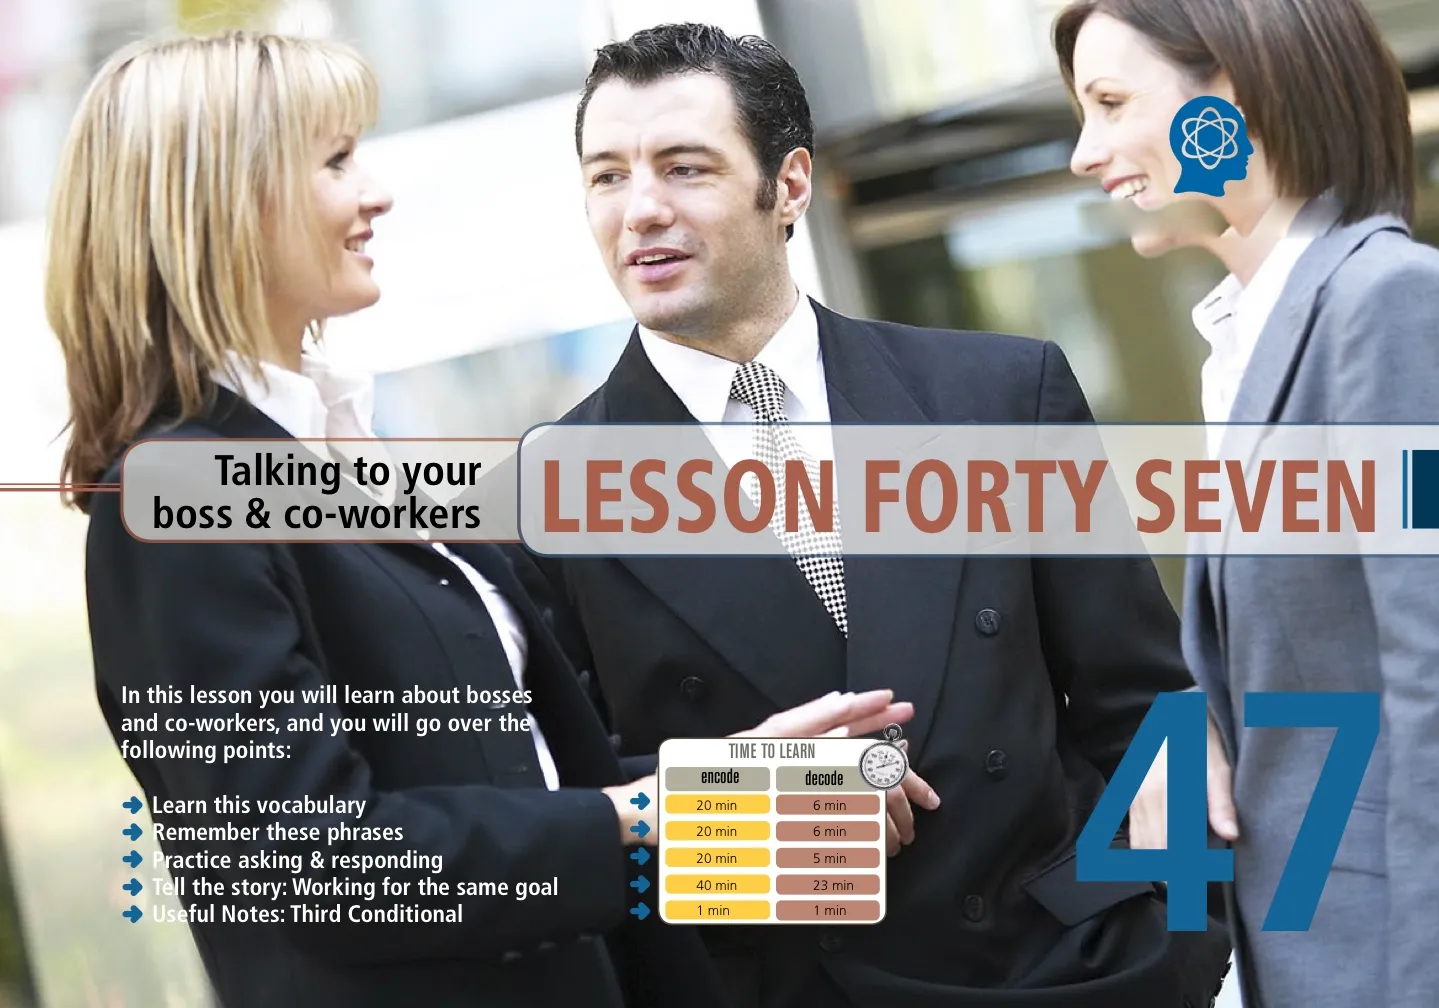 Talking to your
boss & co-workers
LESSON FORTY SEVEN
In this lesson you will learn about bosses
and co-workers, and you will go over the
following points:
Learn this vocabulary
Remember these phrases
Practice asking & responding
Tell the story: Working for the same goal
Useful Notes: Third Conditional
TIME TO LEARN
encode decode
20 min 6 min
20 min 6 min
20 min 5 min
40 min 23 min
1 min 1 min
47